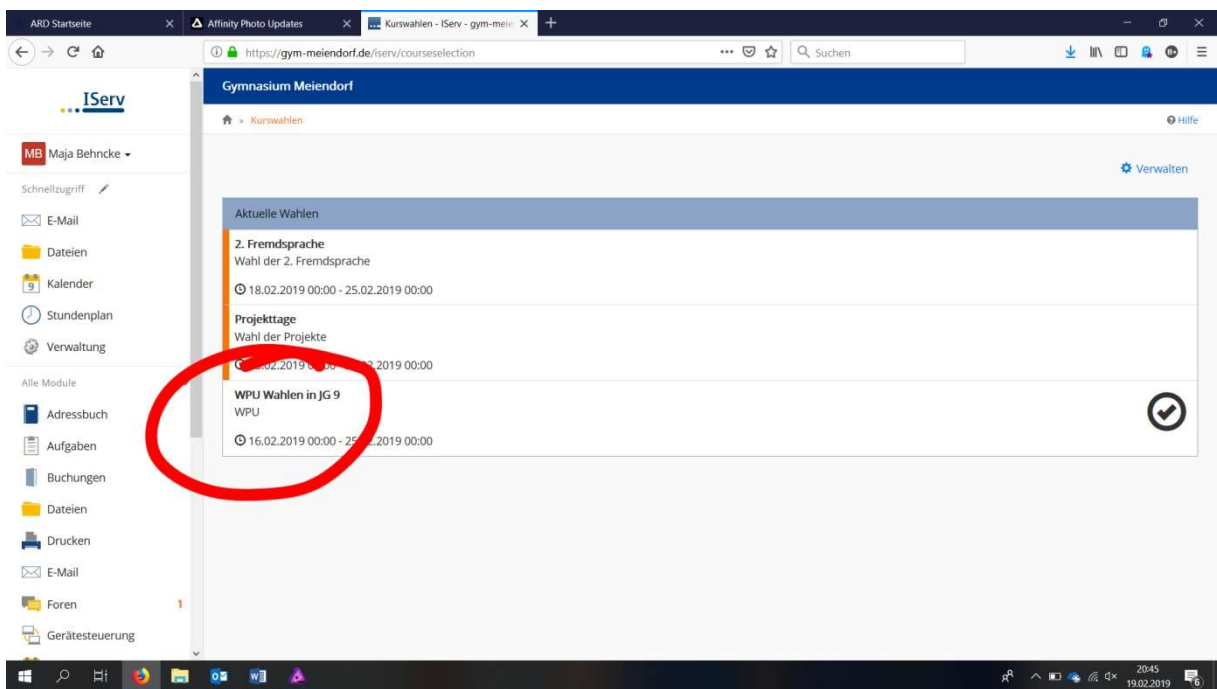 ARD Startseite
Affinity Photo Updates
Kurswahlen - IServ - gym-meie
https://gym-meiendorf.de/iserv/courseselection
Suchen
IServ
Gymnasium Meiendorf
Kurswahlen
Hilfe
MB Maja Behncke
Verwalten
Schnellzugriff
E-Mail
Dateien
9 Kalender
Stundenplan
Verwaltung
Alle Module
Adressbuch
Aufgaben
Buchungen
Dateien
Drucken
E-Mail
Foren 1
Gerätesteuerung
Aktuelle Wahlen
2. Fremdsprache
Wahl der 2. Fremdsprache
18.02.2019 00:00 - 25.02.2019 00:00
Projekttage
Wahl der Projekte
.2019 00:00
WPU Wahlen in JG 9
WPU
16.02.2019 00:00 - 25.02.2019 00:00
20:45
19.02.2019
6